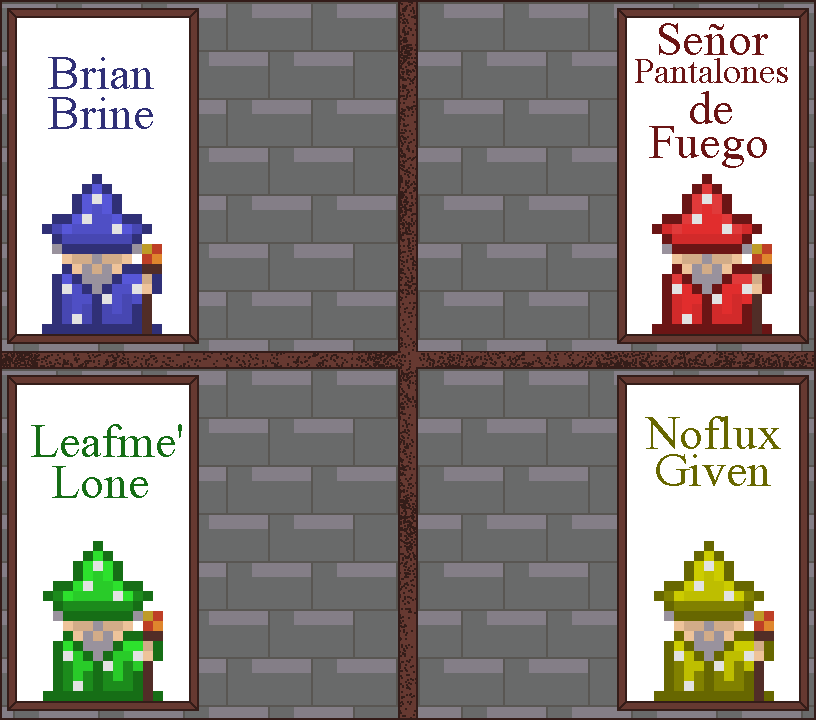 Brian
Brine
Señor
Pantalones
de
Fuego
Leafme'
Lone
Noflux
Given